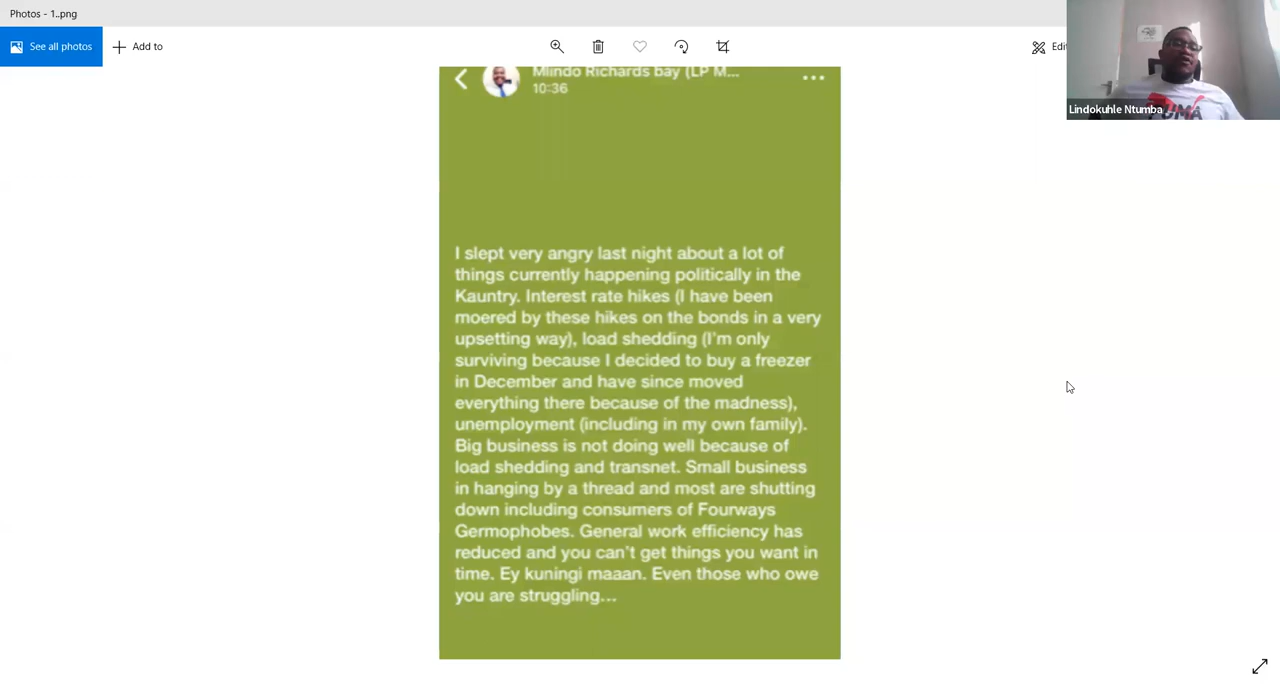 Photos - 1..png
See all photos
Add to
Edi
Lindokuhle Ntumba
Mlindo Richards bay (LP M...
10:36
I slept very angry last night about a lot of
things currently happening politically in the
Kauntry. Interest rate hikes (I have been
moered by these hikes on the bonds in a very
upsetting way), load shedding (I'm only
surviving because I decided to buy a freezer
in December and have since moved
everything there because of the madness),
unemployment (including in my own family).
Big business is not doing well because of
load shedding and transnet. Small business
in hanging by a thread and most are shutting
down including consumers of Fourways
Germophobes. General work efficiency has
reduced and you can't get things you want in
time. Ey kuningi maaan. Even those who owe
you are struggling...